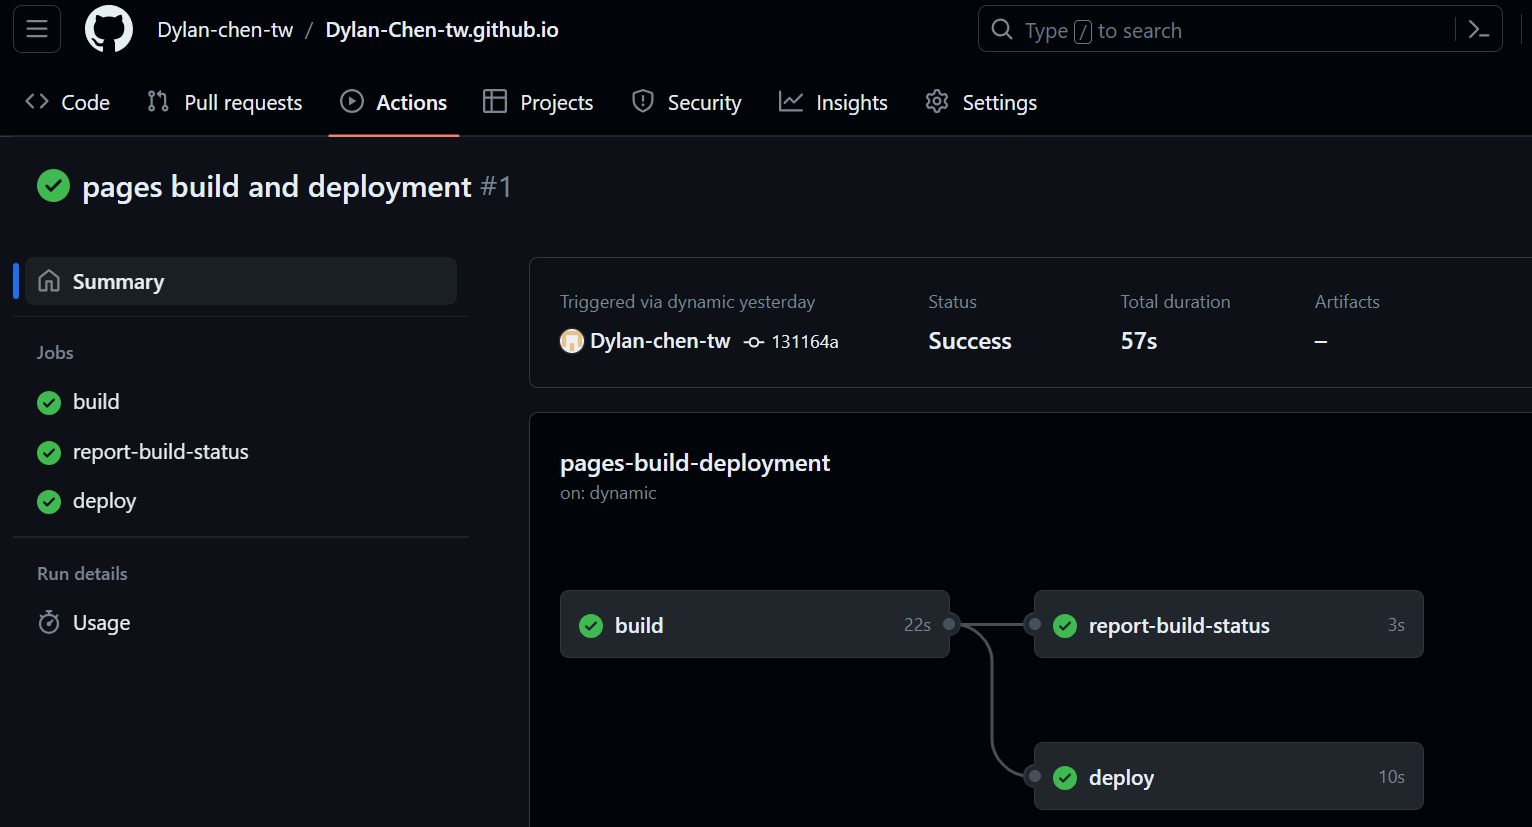 Dylan-chen-tw / Dylan-Chen-tw.github.io
Type / to search
Code Pull requests Actions Projects Security Insights Settings
pages build and deployment #1
Summary
Jobs
build
report-build-status
deploy
Run details
Usage
Triggered via dynamic yesterday
Dylan-chen-tw 131164a
Status
Success
Total duration
57s
Artifacts
–
pages-build-deployment
on: dynamic
build 22s
report-build-status 3s
deploy 10s